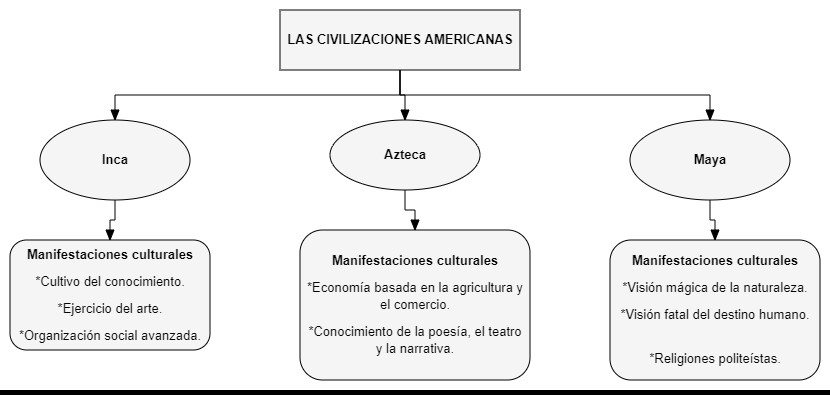 LAS CIVILIZACIONES AMERICANAS
Inca
Azteca
Maya
Manifestaciones culturales
*Cultivo del conocimiento.
*Ejercicio del arte.
*Organización social avanzada.
Manifestaciones culturales
*Economía basada en la agricultura y
el comercio.
*Conocimiento de la poesía, el teatro
y la narrativa.
Manifestaciones culturales
*Visión mágica de la naturaleza.
*Visión fatal del destino humano.
*Religiones politeístas.